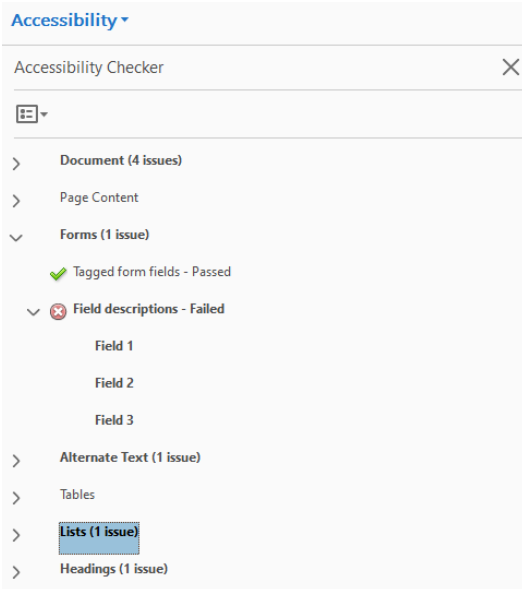 Accessibility
Accessibility Checker
Document (4 issues)
Page Content
Forms (1 issue)
Tagged form fields - Passed
Field descriptions - Failed
Field 1
Field 2
Field 3
Alternate Text (1 issue)
Tables
Lists (1 issue)
Headings (1 issue)